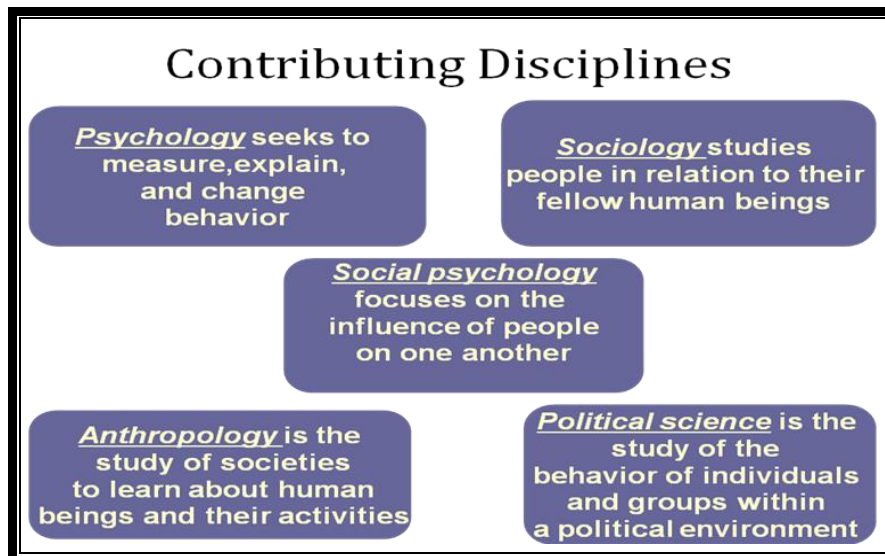 Contributing Disciplines
Psychology seeks to
measure,explain,
and change
behavior
Sociology studies
people in relation to their
fellow human beings
Social psychology
focuses on the
influence of people
on one another
Anthropology is the
study of societies
to learn about human
beings and their activities
Political science is the
study of the
behavior of individuals
and groups within
a political environment